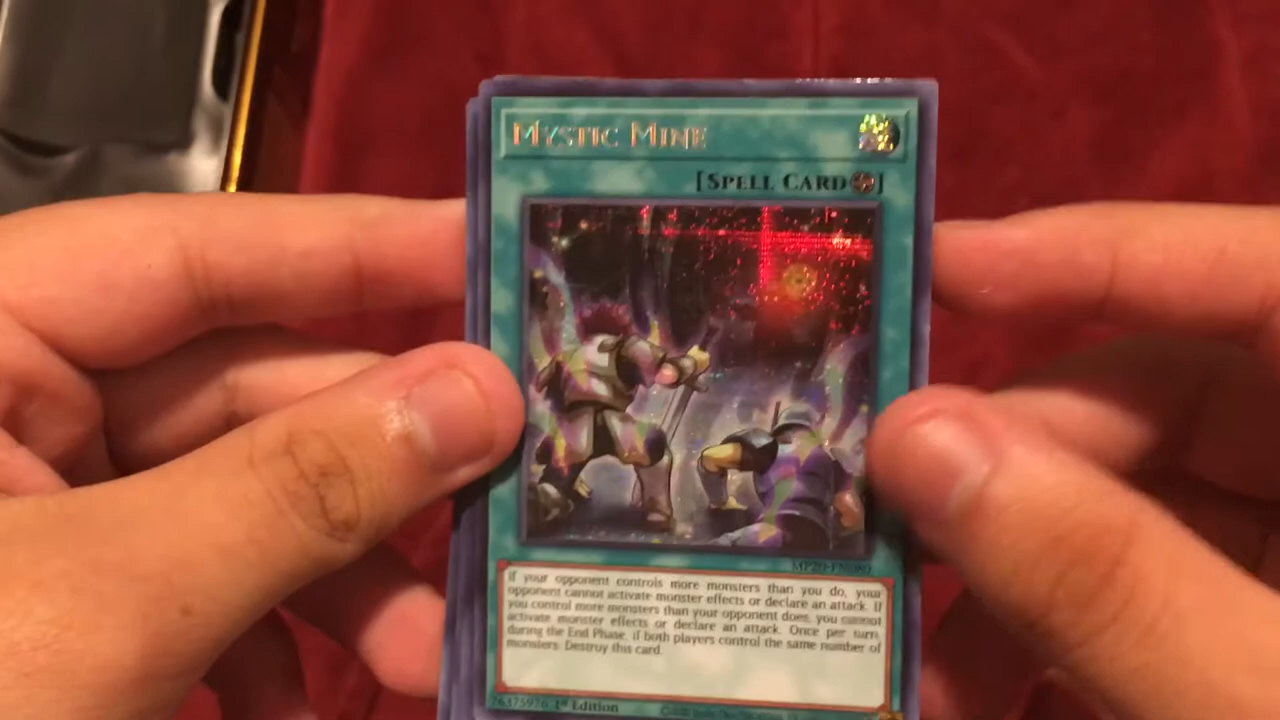 MYSTIC MINE
[SPELL CARD]
MP20-EN080
If your opponent controls more monsters than you do, your
opponent cannot activate monster effects or declare an attack. If
you control more monsters than your opponent does, you cannot
activate monster effects or declare an attack. Once per turn,
during the End Phase, if both players control the same number of
monsters: Destroy this card.
76375976 1st Edition